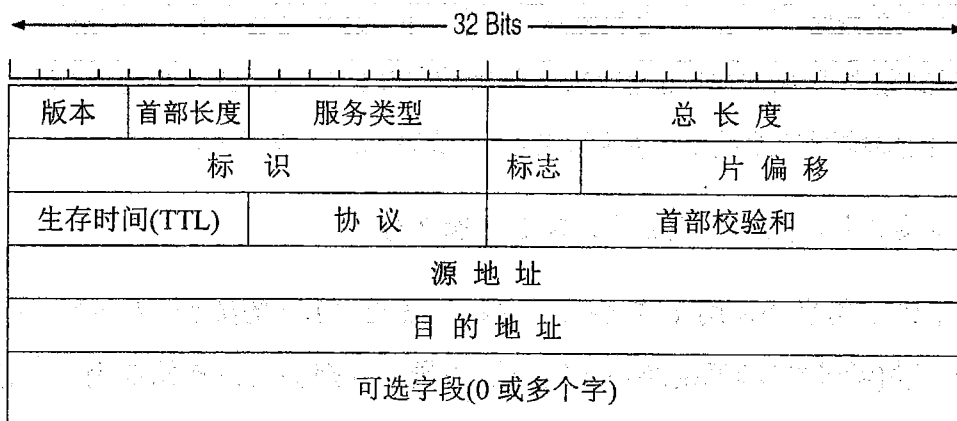 32 Bits
版本 首部长度 服务类型 总长度
标识 标志 片偏移
生存时间(TTL) 协议 首部校验和
源地址
目的地址
可选字段(0或多个字)